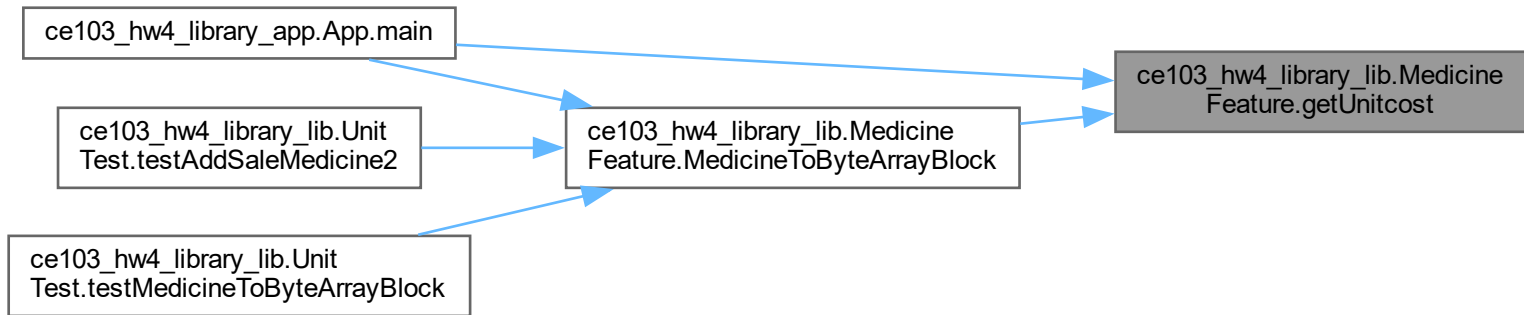 ce103_hw4_library_app.App.main
ce103_hw4_library_lib.Medicine
Feature.getUnitcost
ce103_hw4_library_lib.Unit
Test.testAddSaleMedicine2
ce103_hw4_library_lib.Medicine
Feature.MedicineToByteArrayBlock
ce103_hw4_library_lib.Unit
Test.testMedicineToByteArrayBlock